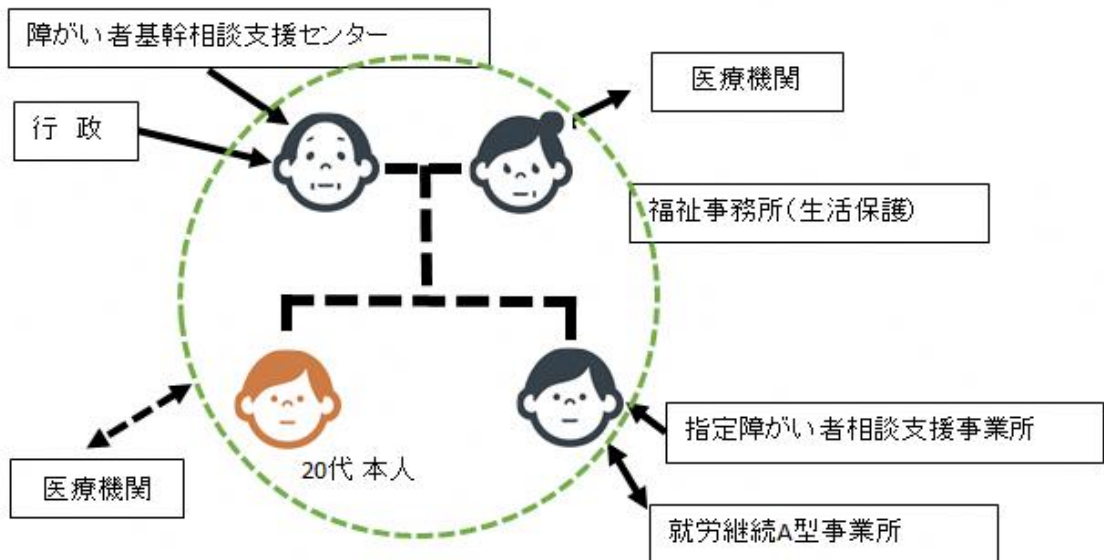 障がい者基幹相談支援センター
医療機関
行 政
福祉事務所(生活保護)
指定障がい者相談支援事業所
20代 本人
医療機関
就労継続A型事業所